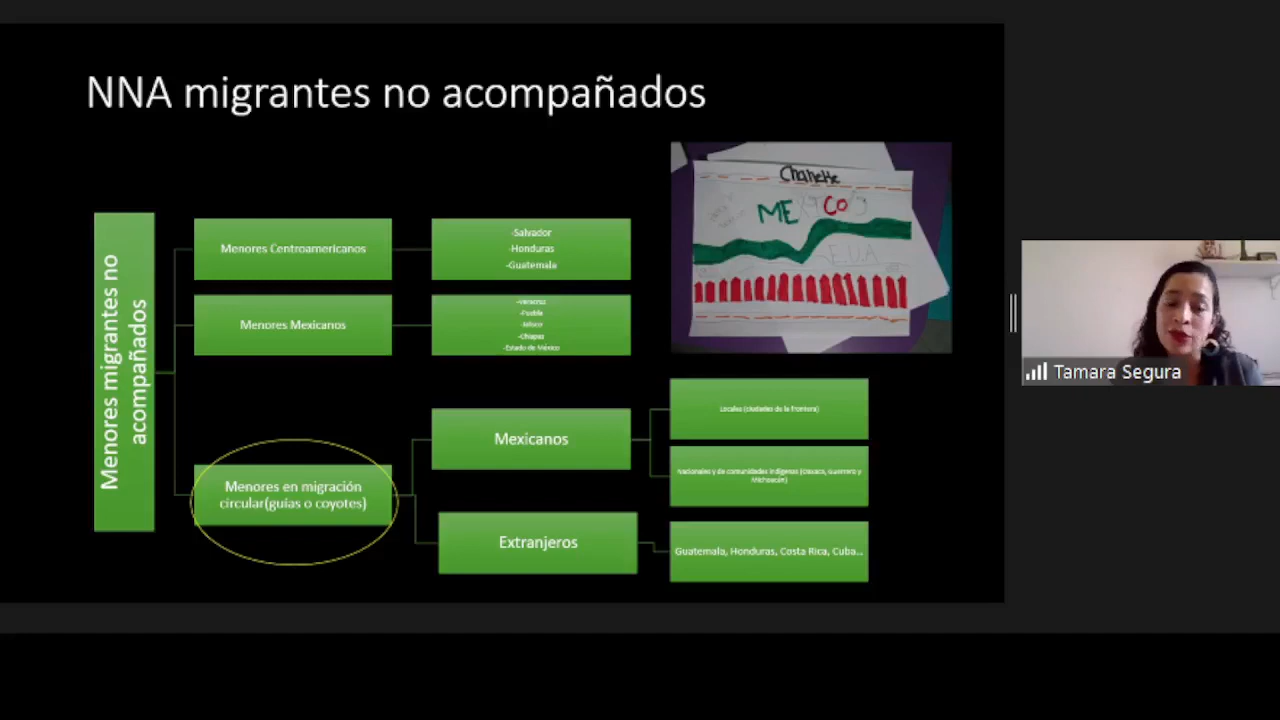 NNA migrantes no acompañados
Menores migrantes no
acompañados
Menores Centroamericanos
-Salvador
-Honduras
-Guatemala
Menores Mexicanos
-Veracruz
-Puebla
-Jalisco
-Chiapas
-Estado de México
Menores en migración
circular(guías o coyotes)
Mexicanos
Locales (ciudades de la frontera)
Nacionales y de comunidades indígenas (Oaxaca, Guerrero y
Michoacán)
Extranjeros
Guatemala, Honduras, Costa Rica, Cuba...
MEXICO
E.U.A
Tamara Segura